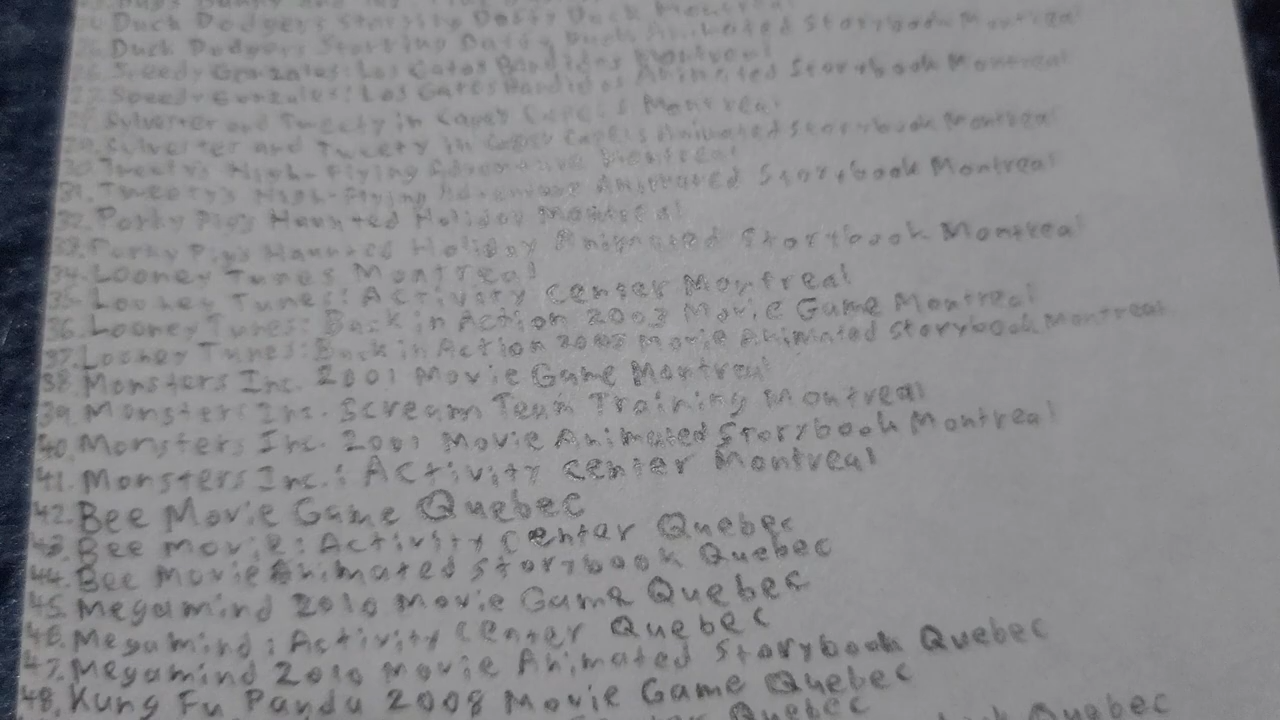 Duck Dodgers Starring Daffy Duck Montreal
Duck Dodgers Starring Daffy Duck Animated Storybook Montreal
Speedy Gonzales: Los Gatos Bandidos Montreal
Speedy Gonzales: Los Gatos Bandidos Animated Storybook Montreal
Sylvester and Tweety in Cagey Capers Montreal
29. Sylvester and Tweety in Cagey Capers Animated Storybook Montreal
30. Tweety's High-Flying Adventure Montreal
31. Tweety's High-Flying Adventure Animated Storybook Montreal
32. Porky Pigs Haunted Holiday Montreal
33. Porky Pigs Haunted Holiday Animated Storybook Montreal
34. Looney Tunes Montreal
35. Looney Tunes: Activity Center Montreal
36. Looney Tunes: Back in Action 2003 Movie Game Montreal
37. Looney Tunes: Back in Action 2003 Movie Animated Storybook Montreal
38. Monsters Inc. 2001 Movie Game Montreal
39. Monsters Inc. Scream Team Training Montreal
40. Monsters Inc. 2001 Movie Animated Storybook Montreal
41. Monsters Inc.: Activity Center Montreal
42. Bee Movie Game Quebec
43. Bee Movie: Activity Center Quebec
44. Bee Movie Animated Storybook Quebec
45. Megamind 2010 Movie Game Quebec
46. Megamind: Activity Center Quebec
47. Megamind 2010 Movie Animated Storybook Quebec
48. Kung Fu Panda 2008 Movie Game Quebec
Center Quebec
Quebec